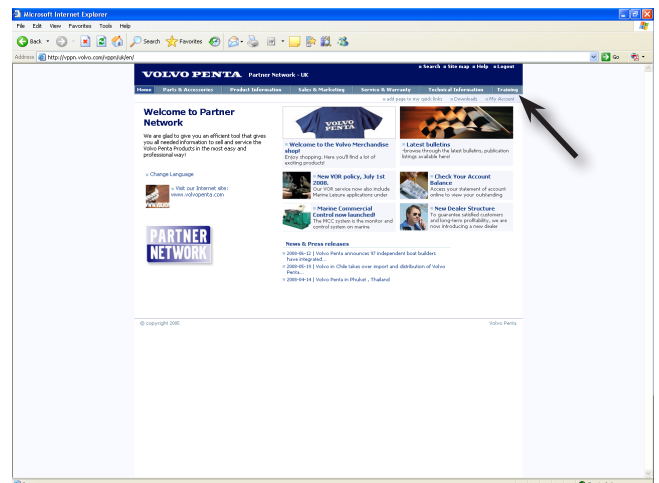 Microsoft Internet Explorer
File Edit View Favorites Tools Help
Back Search Favorites
Address http://vppn.volvo.com/vppn/uk/en/ Go
Search Site map Help Logout
VOLVO PENTA Partner Network - UK
Home Parts & Accessories Product Information Sales & Marketing Service & Warranty Technical Information Training
add page to my quick links Downloads My Account
Welcome to Partner
Network
We are glad to give you an efficient tool that gives
you all needed information to sell and service the
Volvo Penta Products in the most easy and
professional way!
Change Language
Visit our Internet site:
www.volvopenta.com
PARTNER
NETWORK
VOLVO
PENTA
Welcome to the Volvo Merchandise
shop!
Enjoy shopping. Here you'll find a lot of
exciting products!
Latest bulletins
-browse through the latest bulletins, publication
listings available here!
New VOR policy, July 1st
2008.
Our VOR service now also include
Marine Leisure applications under
Check Your Account
Balance
Access your statement of account
online to view your outstanding.
Marine Commercial
Control now launched!
The MCC system is the monitor and
control system on marine
New Dealer Structure
To guarantee satisfied customers
and long-term profitability, we are
now introducing a new dealer
News & Press releases
2008-06-12 | Volvo Penta announces 97 independent boat builders
have integrated...
2008-05-19 | Volvo in Chile takes over import and distribution of Volvo
Penta...
2008-04-14 | Volvo Penta in Phuket , Thailand
© copyright 2005 Volvo Penta